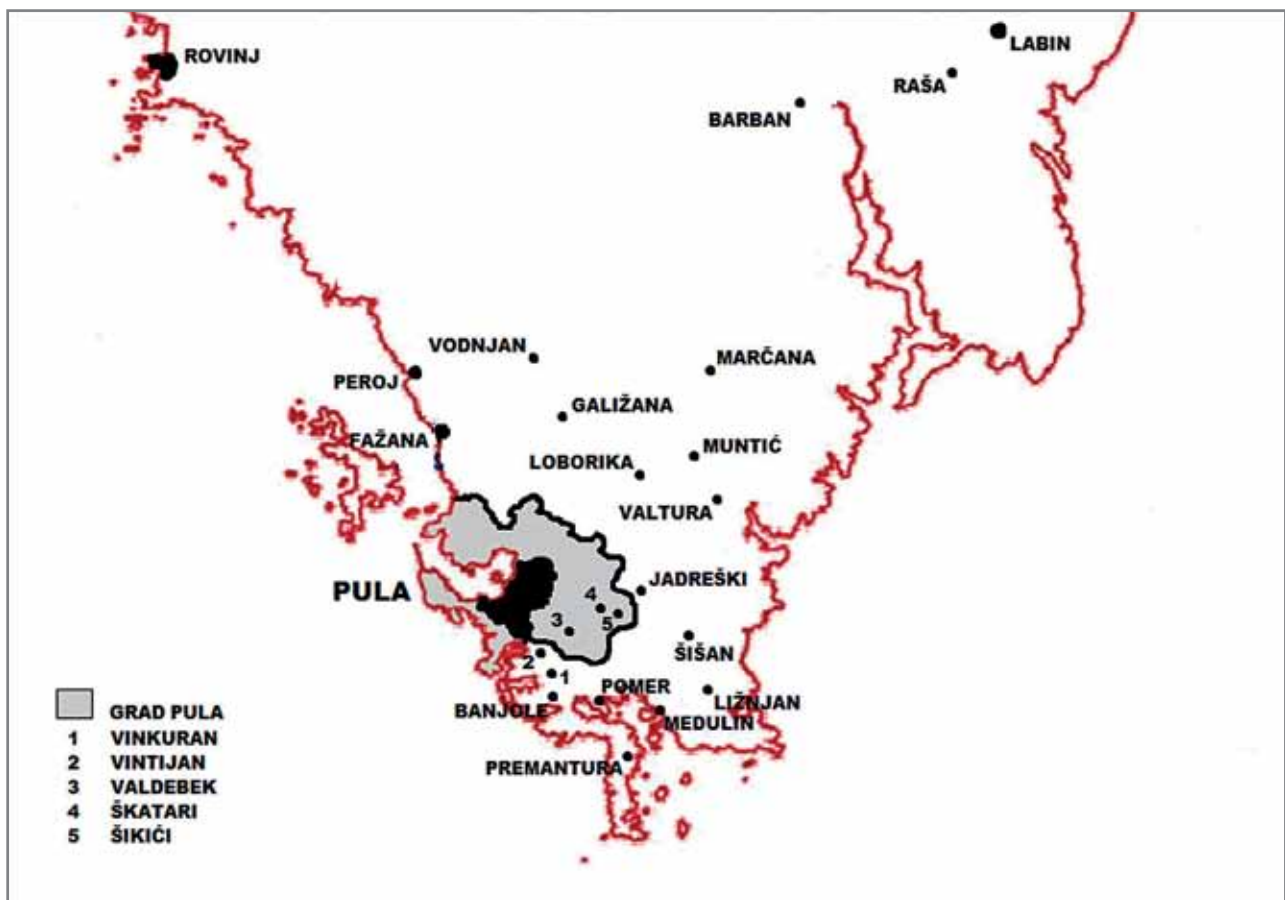 ROVINJ
LABIN
RAŠA
BARBAN
VODNJAN
MARČANA
PEROJ
GALIŽANA
FAŽANA
MUNTIĆ
LOBORIKA
VALTURA
PULA
JADREŠKI
4
5
3
ŠIŠAN
2
1
POMER
LIŽNJAN
BANJOLE
MEDULIN
PREMANTURA
GRAD PULA
1 VINKURAN
2 VINTIJAN
3 VALDEBEK
4 ŠKATARI
5 ŠIKIĆI